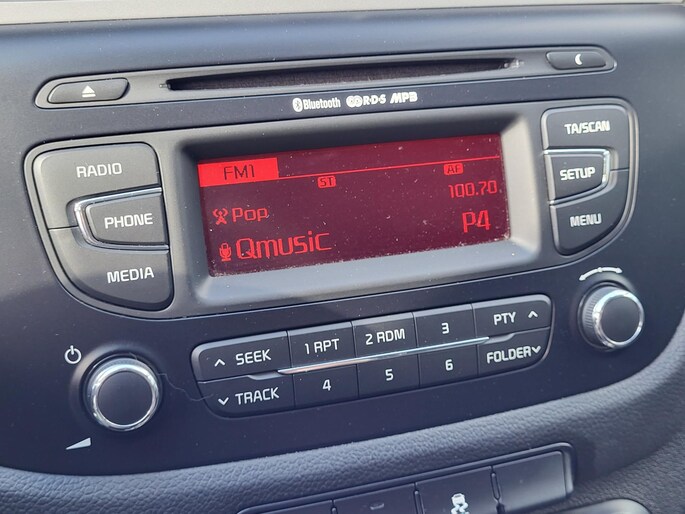 Bluetooth R·D·S MP3
RADIO
PHONE
MEDIA
FM1
ST
AF
100.70
Pop
P4
Qmusic
TA/SCAN
SETUP
MENU
∧ SEEK
1 RPT
2 RDM
3
PTY ∧
∨ TRACK
4
5
6
FOLDER ∨